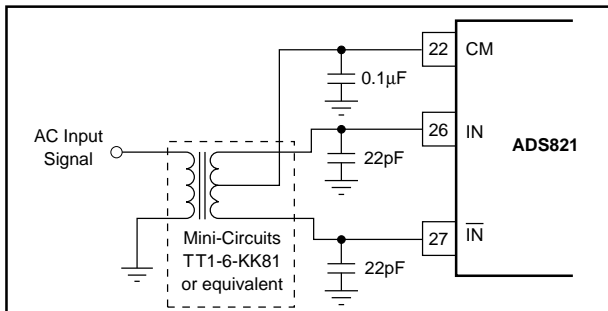 22 CM
0.1µF
AC Input
Signal
26 IN
ADS821
22pF
Mini-Circuits
TT1-6-KK81
or equivalent
27 I̅N̅
22pF